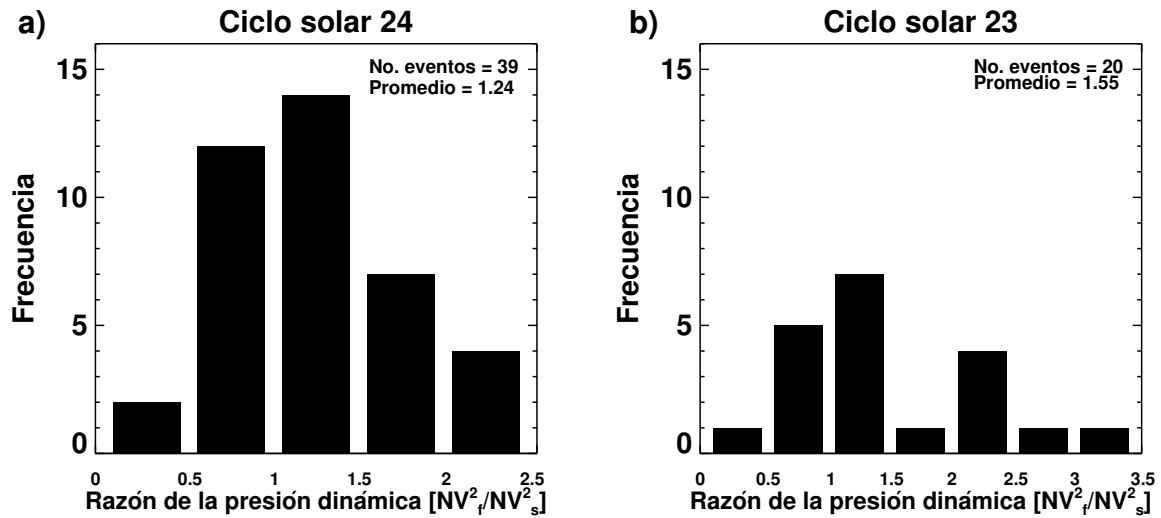 a)
Ciclo solar 24
No. eventos = 39
Promedio = 1.24
15
10
5
0
Frecuencia
0 0.5 1 1.5 2 2.5
Razón de la presión dinámica [NV²f/NV²s]
b)
Ciclo solar 23
No. eventos = 20
Promedio = 1.55
15
10
5
0
Frecuencia
0 0.5 1 1.5 2 2.5 3 3.5
Razón de la presión dinámica [NV²f/NV²s]